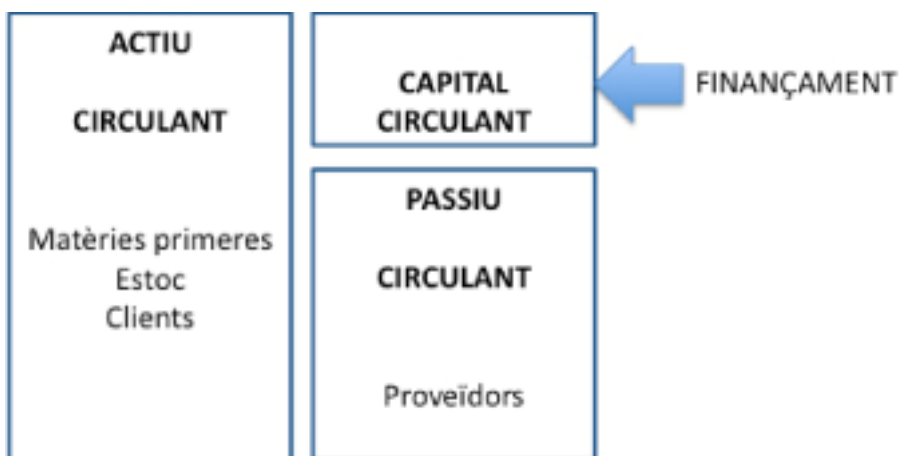 ACTIU
CIRCULANT
Matèries primeres
Estoc
Clients
CAPITAL
CIRCULANT
FINANÇAMENT
PASSIU
CIRCULANT
Proveïdors